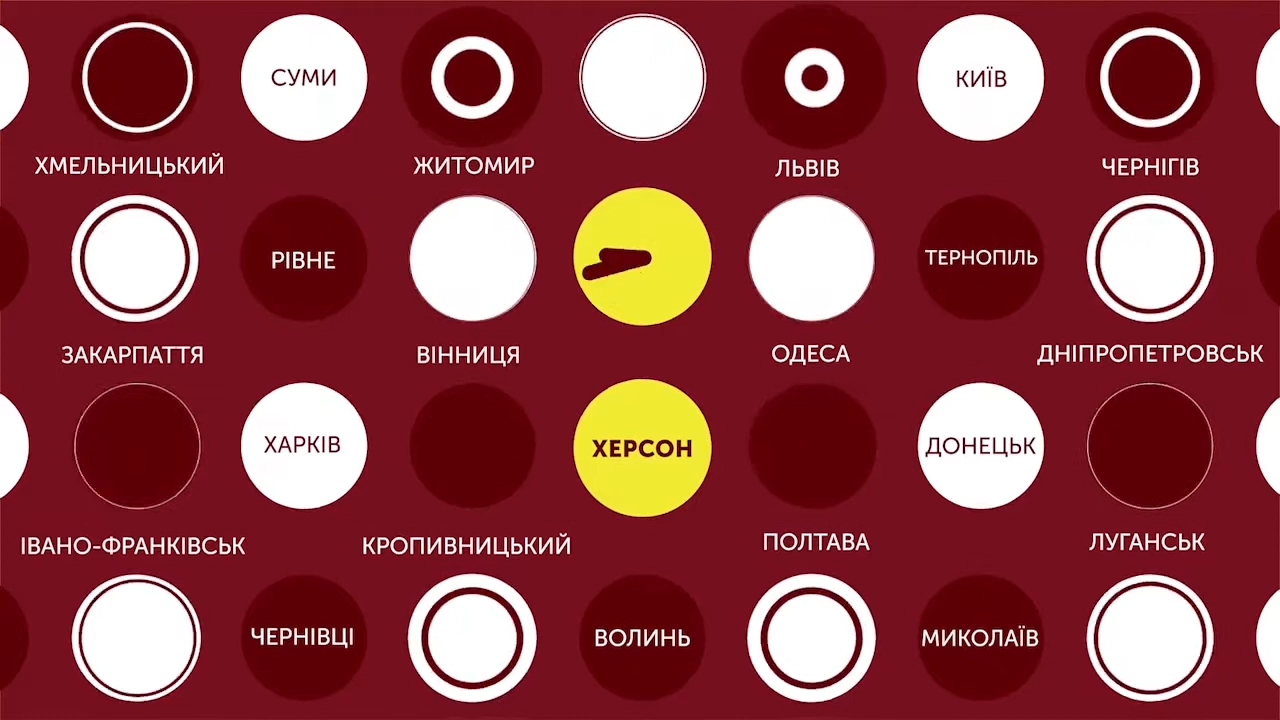 СУМИ
КИЇВ
ХМЕЛЬНИЦЬКИЙ
ЖИТОМИР
ЛЬВІВ
ЧЕРНІГІВ
РІВНЕ
ТЕРНОПІЛЬ
ЗАКАРПАТТЯ
ВІННИЦЯ
ОДЕСА
ДНІПРОПЕТРОВСЬК
ХАРКІВ
ХЕРСОН
ДОНЕЦЬК
ІВАНО-ФРАНКІВСЬК
КРОПИВНИЦЬКИЙ
ПОЛТАВА
ЛУГАНСЬК
ЧЕРНІВЦІ
ВОЛИНЬ
МИКОЛАЇВ